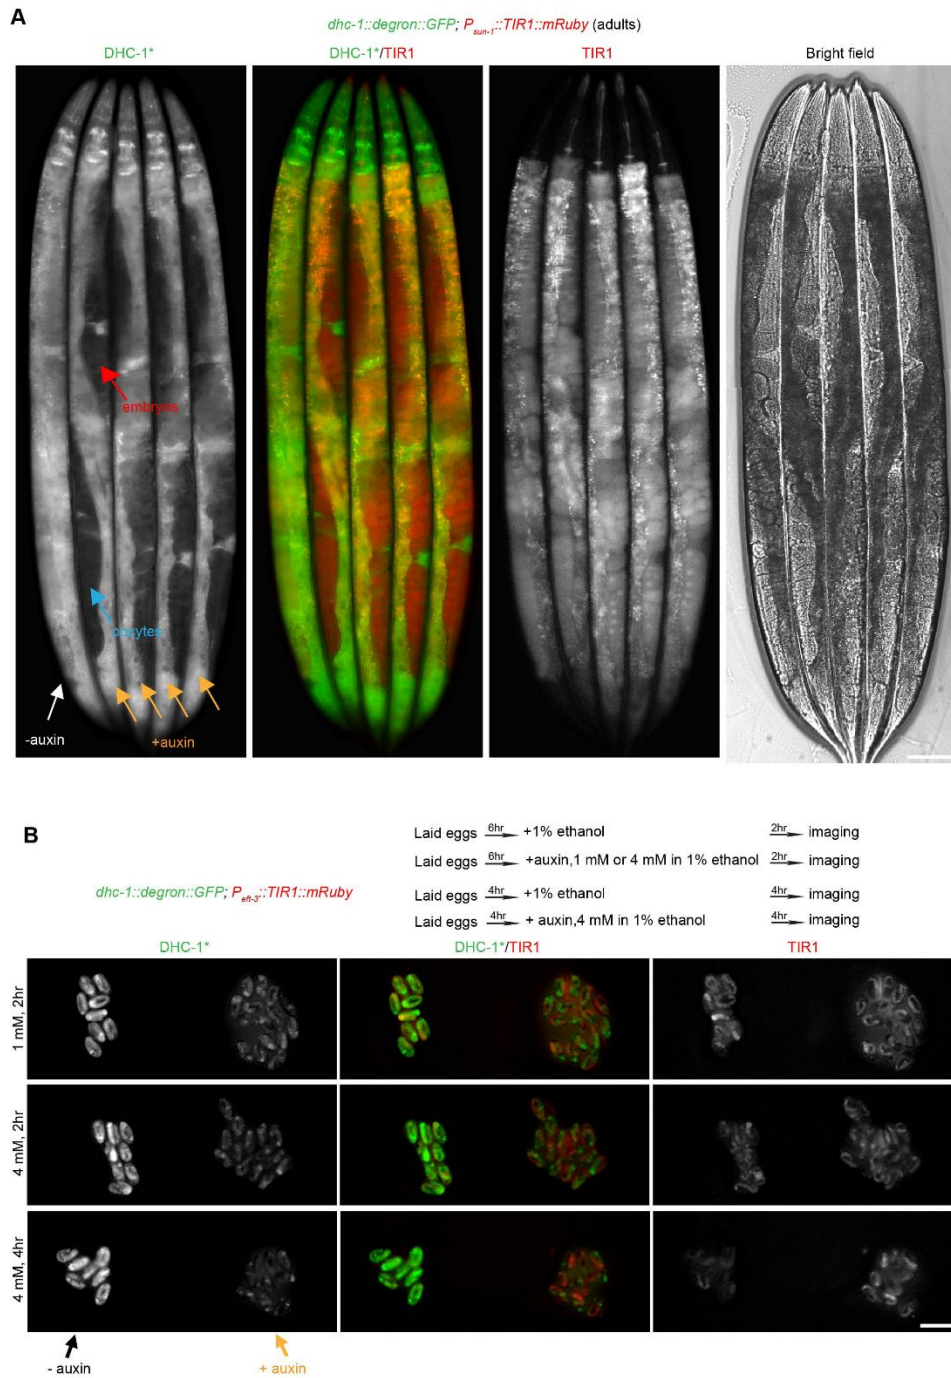 A
dhc-1::degron::GFP; Psun-1::TIR1::mRuby (adults)
DHC-1* DHC-1*/TIR1 TIR1 Bright field
embryos
oocytes
-auxin +auxin
B
Laid eggs 6hr +1% ethanol 2hr imaging
Laid eggs 6hr +auxin,1 mM or 4 mM in 1% ethanol 2hr imaging
dhc-1::degron::GFP; Peft-3::TIR1::mRuby
Laid eggs 4hr +1% ethanol 4hr imaging
Laid eggs 4hr + auxin,4 mM in 1% ethanol 4hr imaging
DHC-1* DHC-1*/TIR1 TIR1
1 mM, 2hr
4 mM, 2hr
4 mM, 4hr
- auxin + auxin